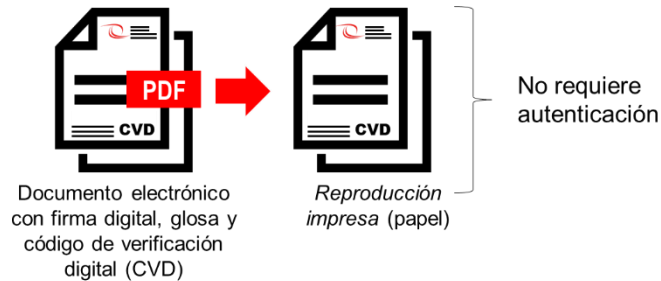 PDF
CVD
CVD
No requiere
autenticación
Documento electrónico
con firma digital, glosa y
código de verificación
digital (CVD)
Reproducción
impresa (papel)